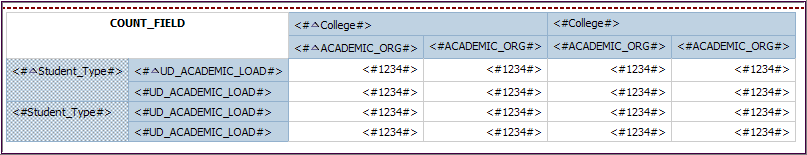 COUNT_FIELD <#△College#> <#College#>
<#△ACADEMIC_ORG#> <#ACADEMIC_ORG#> <#△ACADEMIC_ORG#> <#ACADEMIC_ORG#>
<#△Student_Type#> <#△UD_ACADEMIC_LOAD#> <#1234#> <#1234#> <#1234#> <#1234#>
<#UD_ACADEMIC_LOAD#> <#1234#> <#1234#> <#1234#> <#1234#>
<#Student_Type#> <#△UD_ACADEMIC_LOAD#> <#1234#> <#1234#> <#1234#> <#1234#>
<#UD_ACADEMIC_LOAD#> <#1234#> <#1234#> <#1234#> <#1234#>